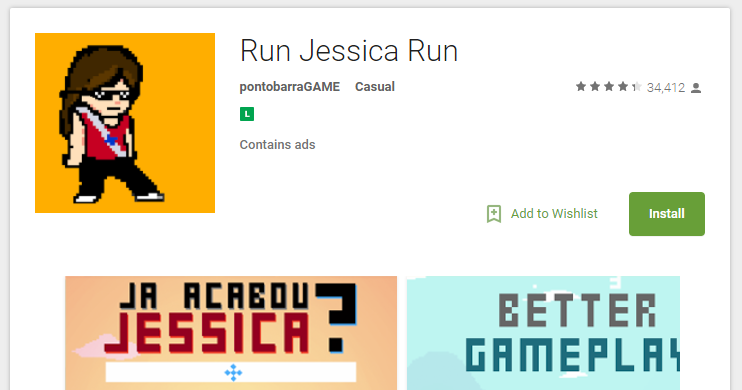 Run Jessica Run
pontobarraGAME Casual 34,412
L
Contains ads
Add to Wishlist Install
JA ACABOU
JESSICA?
BETTER
GAMEPLAY